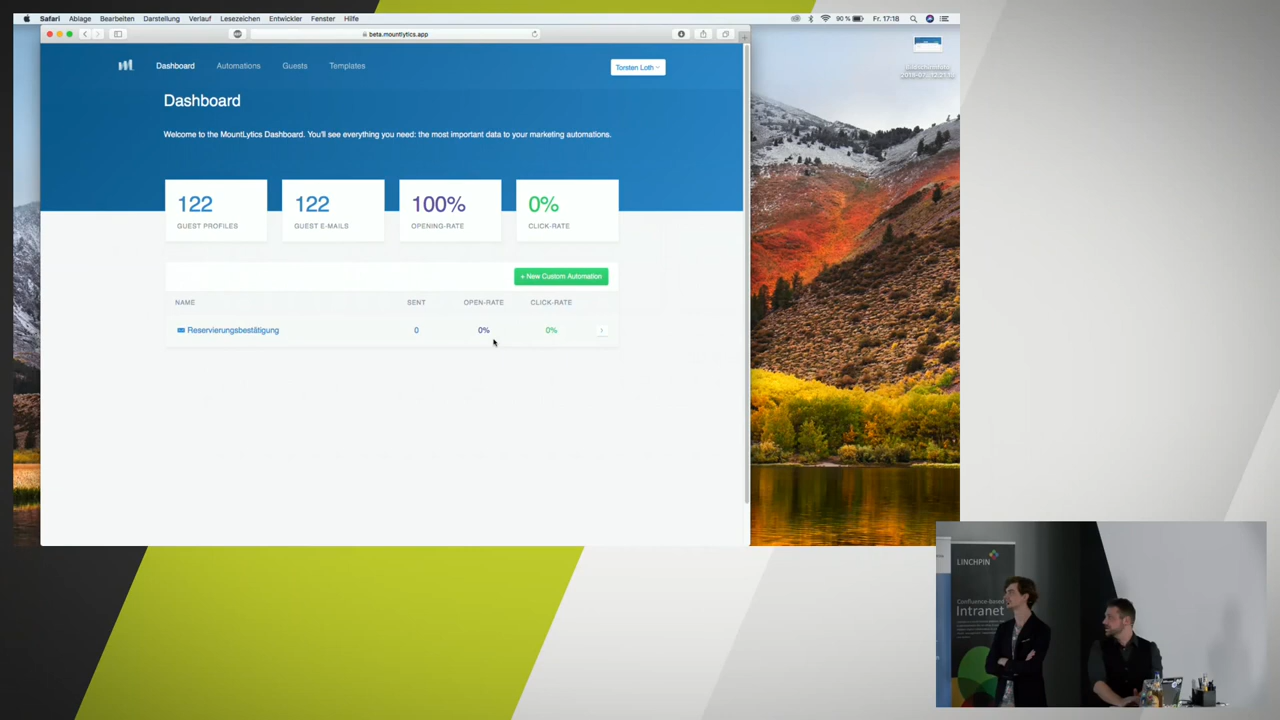 Safari Ablage Bearbeiten Darstellung Verlauf Lesezeichen Entwickler Fenster Hilfe
90 % Fr. 17:18
beta.mountlytics.app
Dashboard Automations Guests Templates
Torsten Loth
Dashboard
Welcome to the MountLytics Dashboard. You'll see everything you need: the most important data to your marketing automations.
122
GUEST PROFILES
122
GUEST E-MAILS
100%
OPENING-RATE
0%
CLICK-RATE
+ New Custom Automation
NAME SENT OPEN-RATE CLICK-RATE
Reservierungsbestätigung 0 0% 0%
LINCHPIN
Confluence-based
Intranet